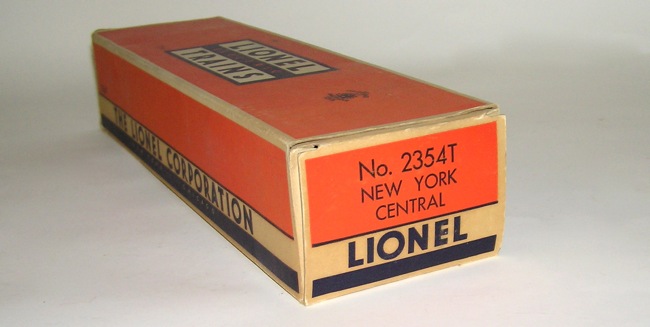 LIONEL
TRAINS
THE LIONEL CORPORATION
No. 2354T
NEW YORK
CENTRAL
LIONEL